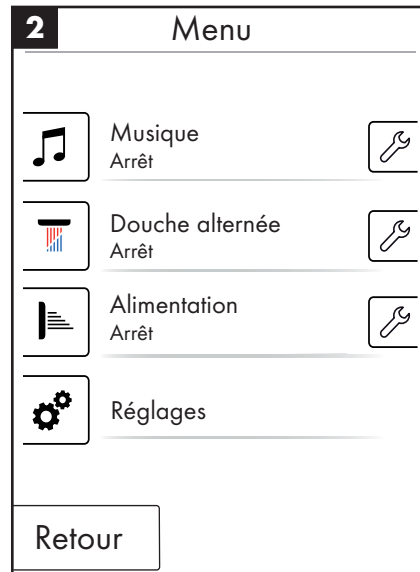 2
Menu
Musique
Arrêt
Douche alternée
Arrêt
Alimentation
Arrêt
Réglages
Retour